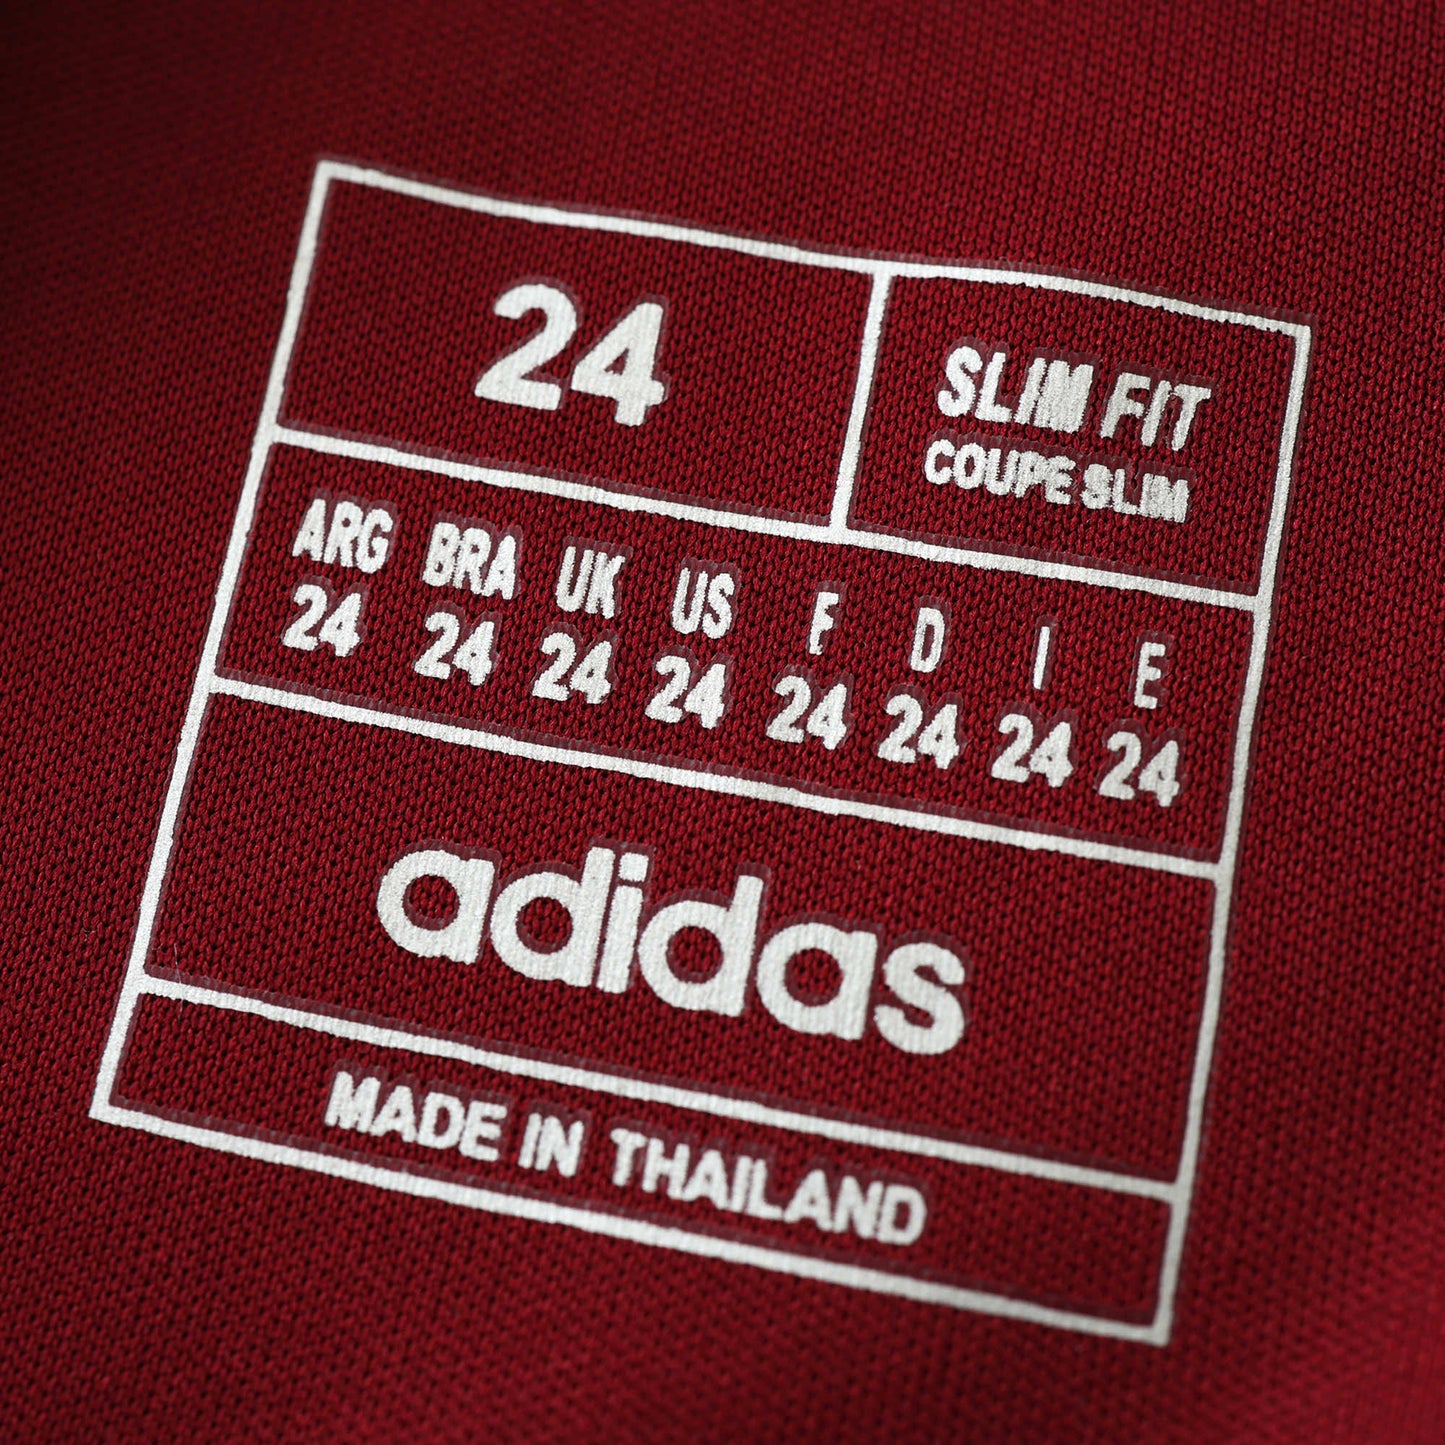 24
SLIM FIT
COUPE SLIM
ARG BRA UK US F D I E
24 24 24 24 24 24 24 24
adidas
MADE IN THAILAND